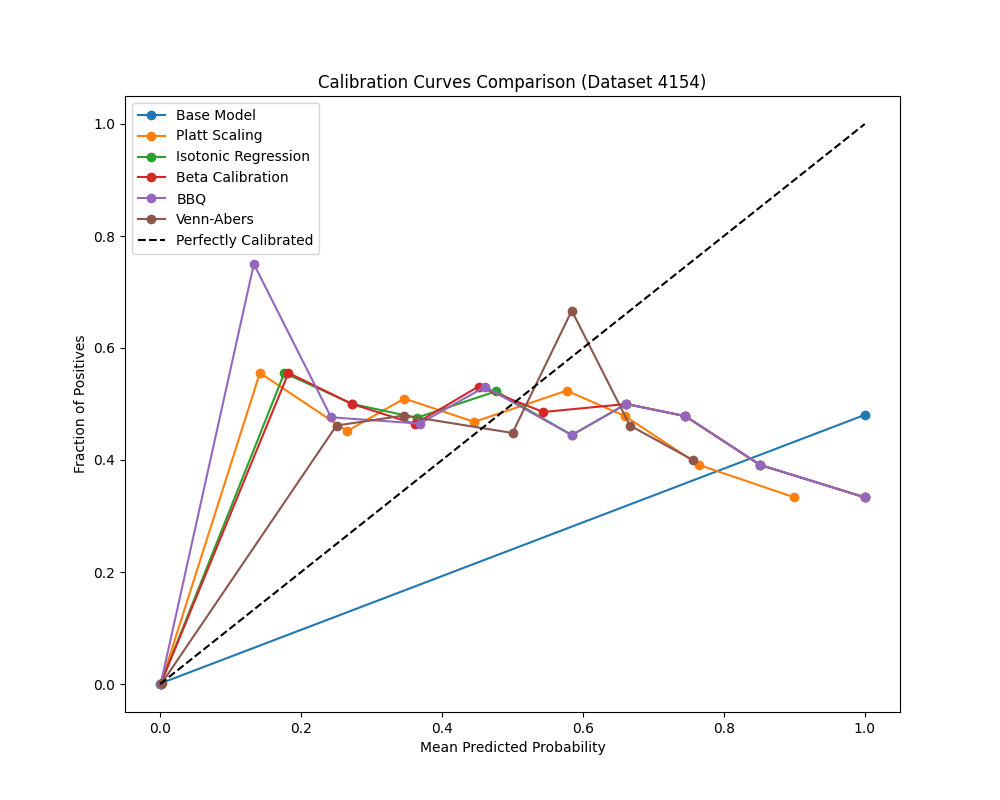 Calibration Curves Comparison (Dataset 4154)
Base Model
Platt Scaling
Isotonic Regression
Beta Calibration
BBQ
Venn-Abers
Perfectly Calibrated
Fraction of Positives
1.0
0.8
0.6
0.4
0.2
0.0
0.0 0.2 0.4 0.6 0.8 1.0
Mean Predicted Probability